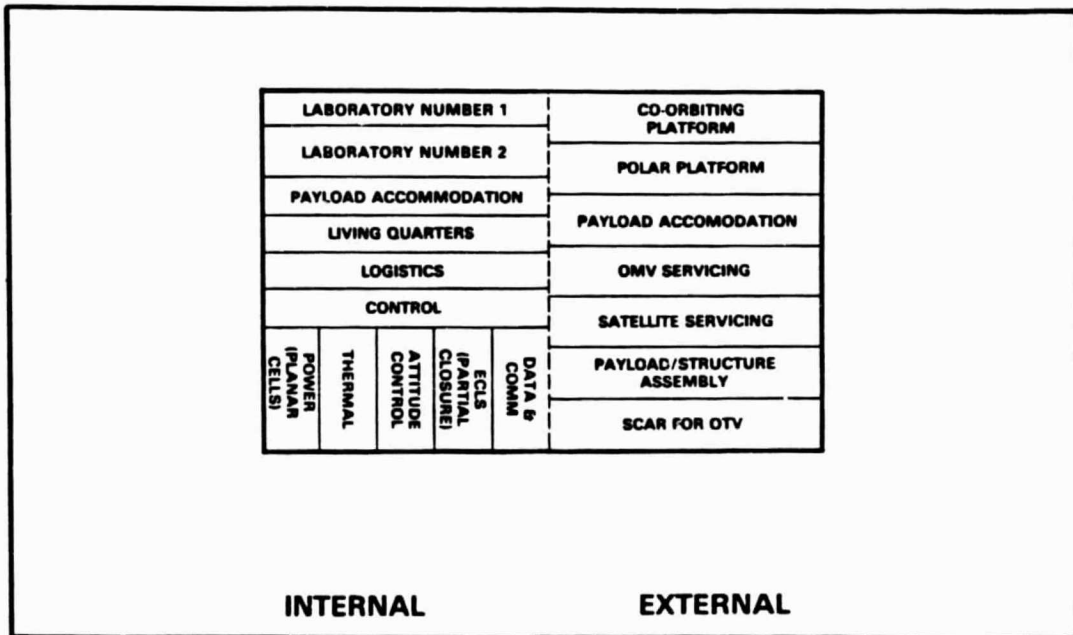 LABORATORY NUMBER 1
LABORATORY NUMBER 2
PAYLOAD ACCOMMODATION
LIVING QUARTERS
LOGISTICS
CONTROL
POWER
(PLANAR
CELLS)
THERMAL
ATTITUDE
CONTROL
ECLS
(PARTIAL
CLOSURE)
DATA &
COMM
CO-ORBITING
PLATFORM
POLAR PLATFORM
PAYLOAD ACCOMODATION
OMV SERVICING
SATELLITE SERVICING
PAYLOAD/STRUCTURE
ASSEMBLY
SCAR FOR OTV
INTERNAL
EXTERNAL